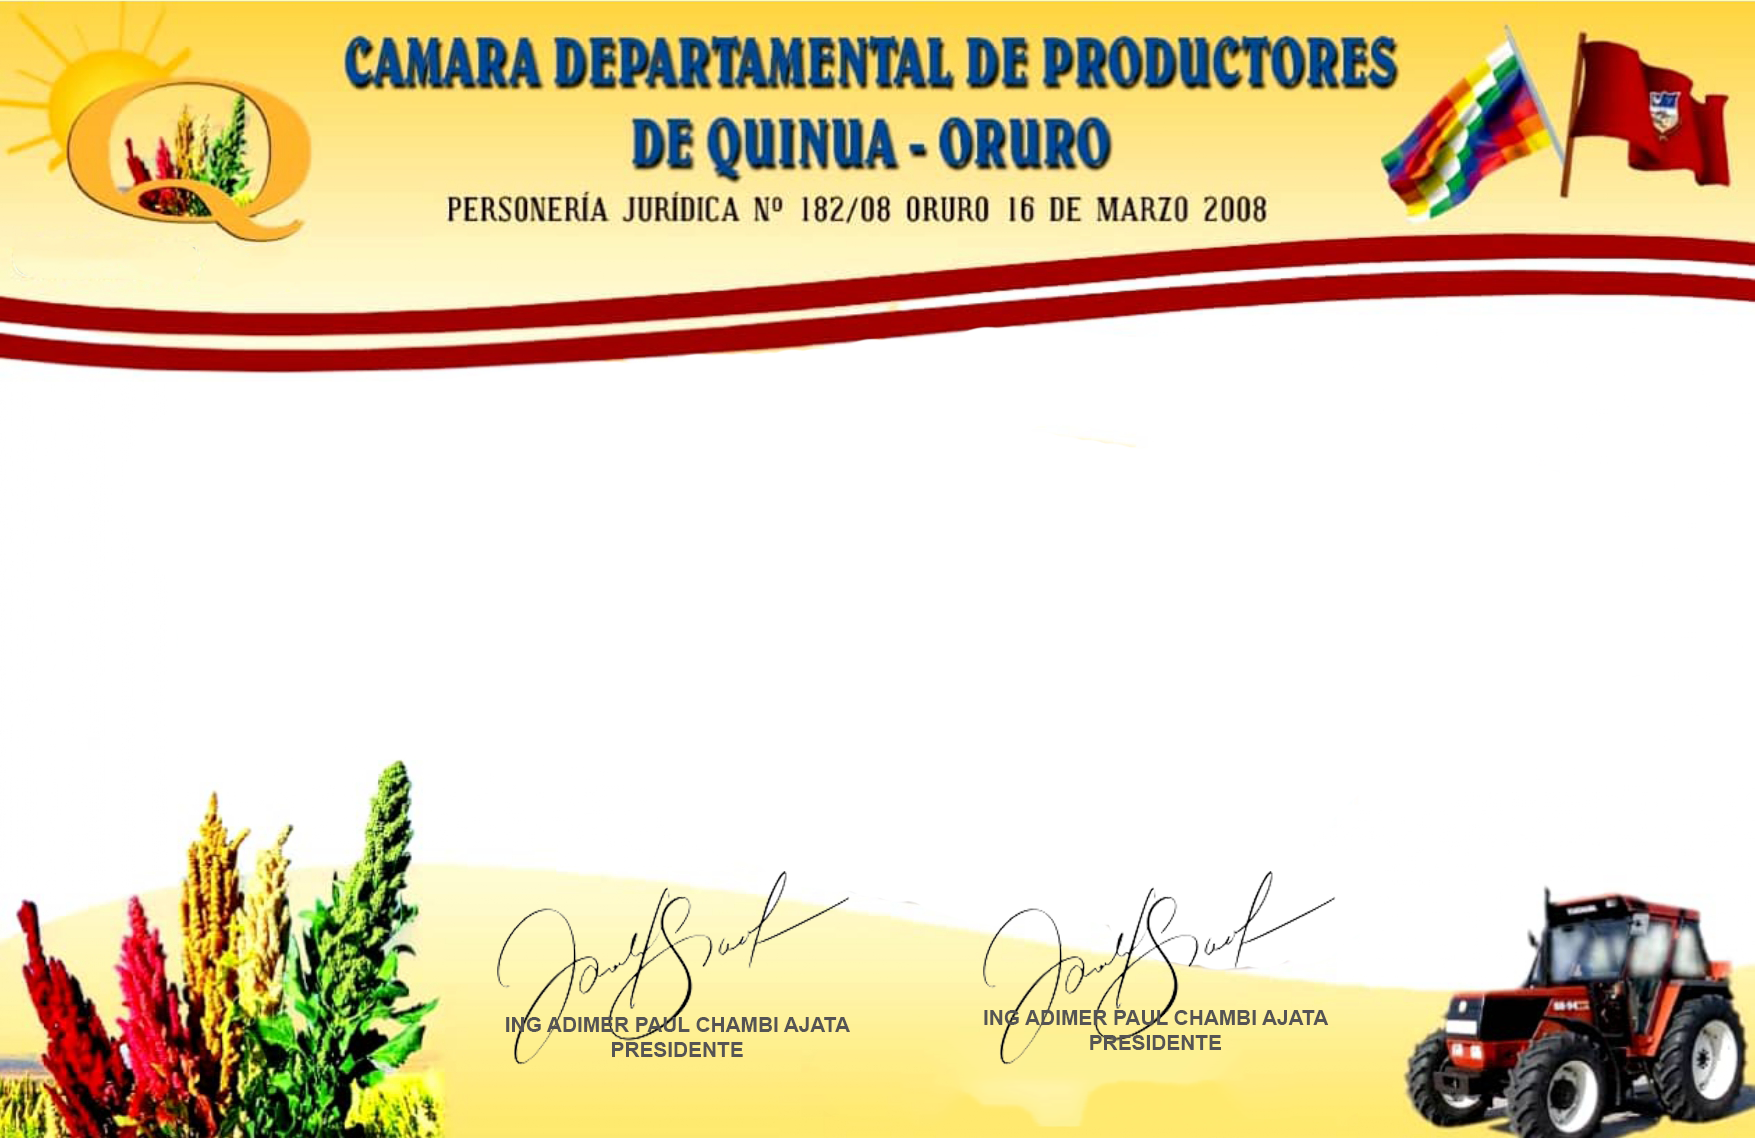 CAMARA DEPARTAMENTAL DE PRODUCTORES
DE QUINUA - ORURO
PERSONERÍA JURÍDICA Nº 182/08 ORURO 16 DE MARZO 2008
ING ADIMER PAUL CHAMBI AJATA
PRESIDENTE
ING ADIMER PAUL CHAMBI AJATA
PRESIDENTE